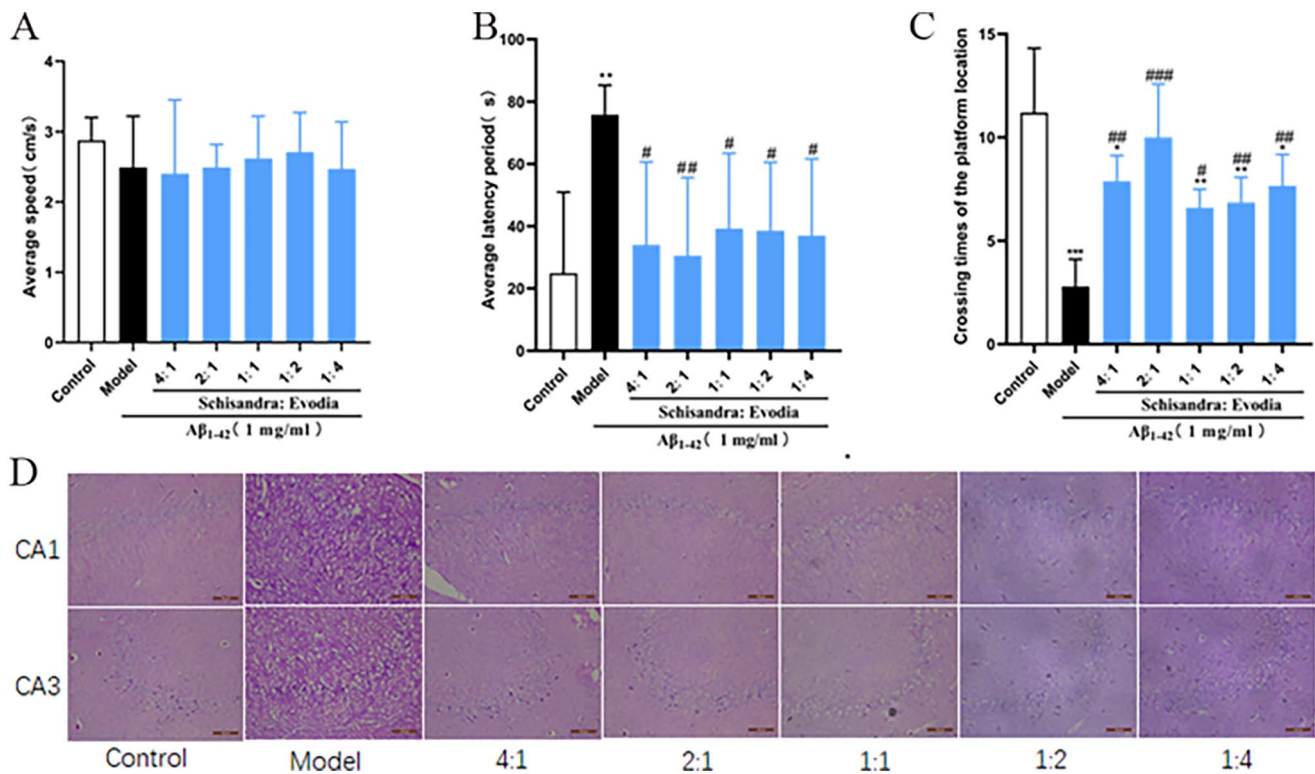 A
Average speed(cm/s)
4
3
2
1
0
Control
Model
4:1
2:1
1:1
1:2
1:4
Schisandra: Evodia
Aβ1-42( 1 mg/ml )
B
Average latency period( s)
100
80
60
40
20
0
**
#
##
#
#
#
Control
Model
4:1
2:1
1:1
1:2
1:4
Schisandra: Evodia
Aβ1-42( 1 mg/ml )
C
Crossing times of the platform location
15
10
5
0
***
##
*
###
#
**
##
**
##
*
Control
Model
4:1
2:1
1:1
1:2
1:4
Schisandra: Evodia
Aβ1-42( 1 mg/ml )
D
CA1
CA3
Control
Model
4:1
2:1
1:1
1:2
1:4